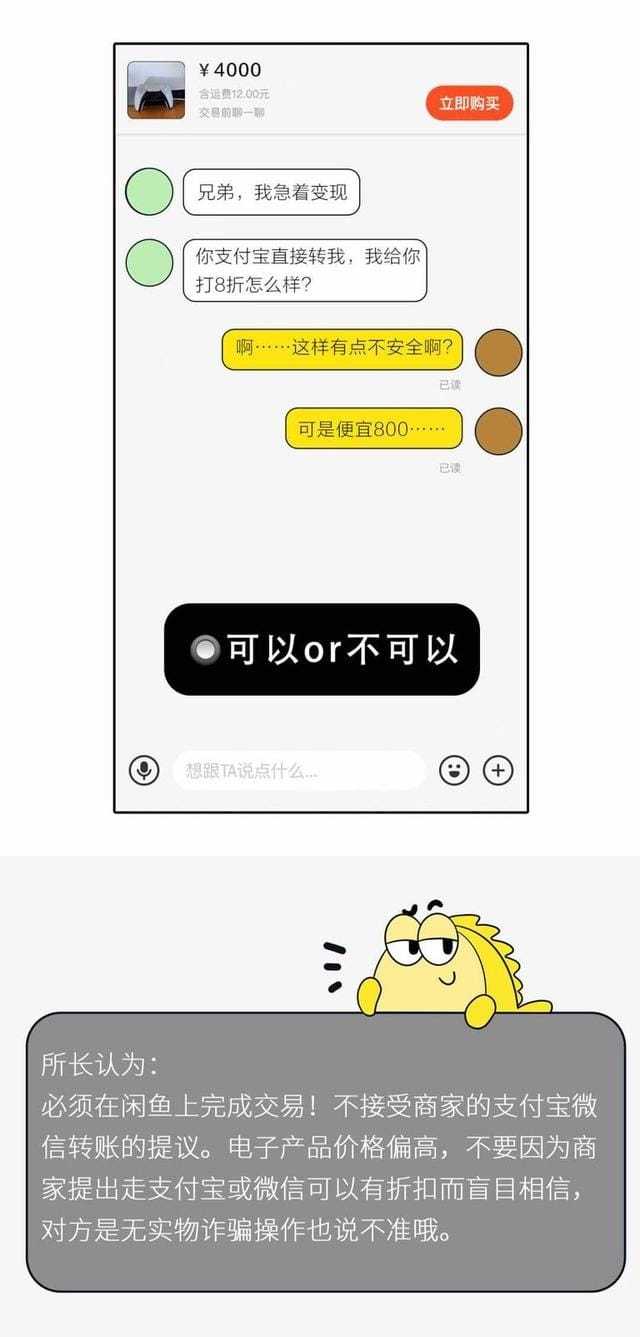 ¥4000
含运费12.00元
交易前聊一聊
立即购买
兄弟，我急着变现
你支付宝直接转我，我给你
打8折怎么样？
啊……这样有点不安全啊？
已读
可是便宜800……
已读
可以or不可以
想跟TA说点什么...
所长认为：
必须在闲鱼上完成交易！不接受商家的支付宝微
信转账的提议。电子产品价格偏高，不要因为商
家提出走支付宝或微信可以有折扣而盲目相信，
对方是无实物诈骗操作也说不准哦。